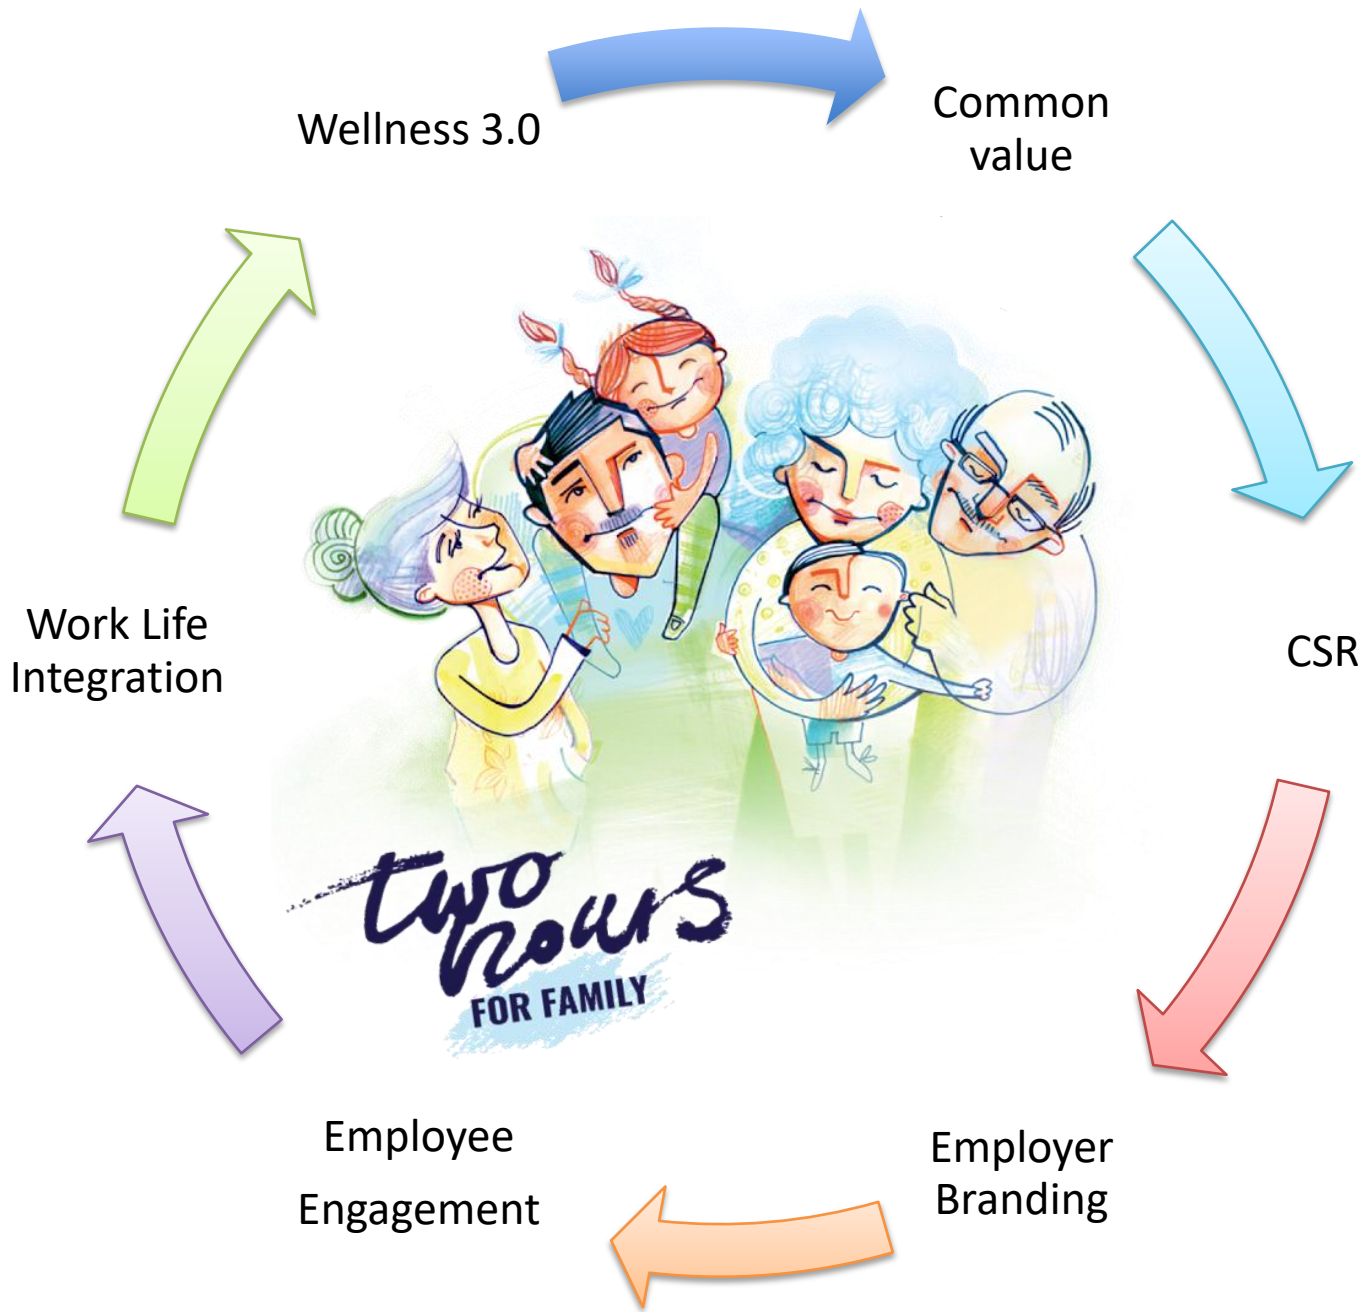 Wellness 3.0
Common
value
CSR
Employer
Branding
Employee
Engagement
Work Life
Integration
two
hours
FOR FAMILY